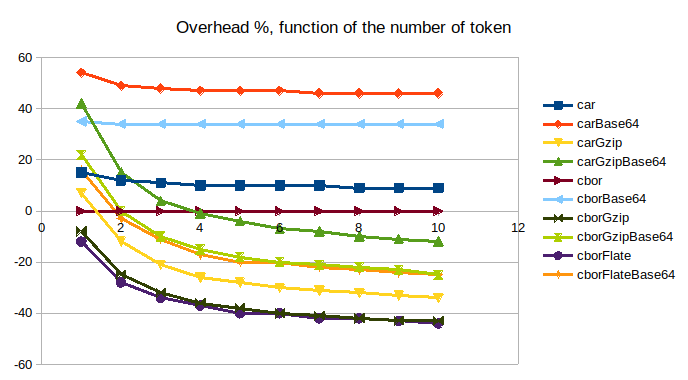 Overhead %, function of the number of token
60
40
20
0
-20
-40
-60
0
2
4
6
8
10
12
car
carBase64
carGzip
carGzipBase64
cbor
cborBase64
cborGzip
cborGzipBase64
cborFlate
cborFlateBase64